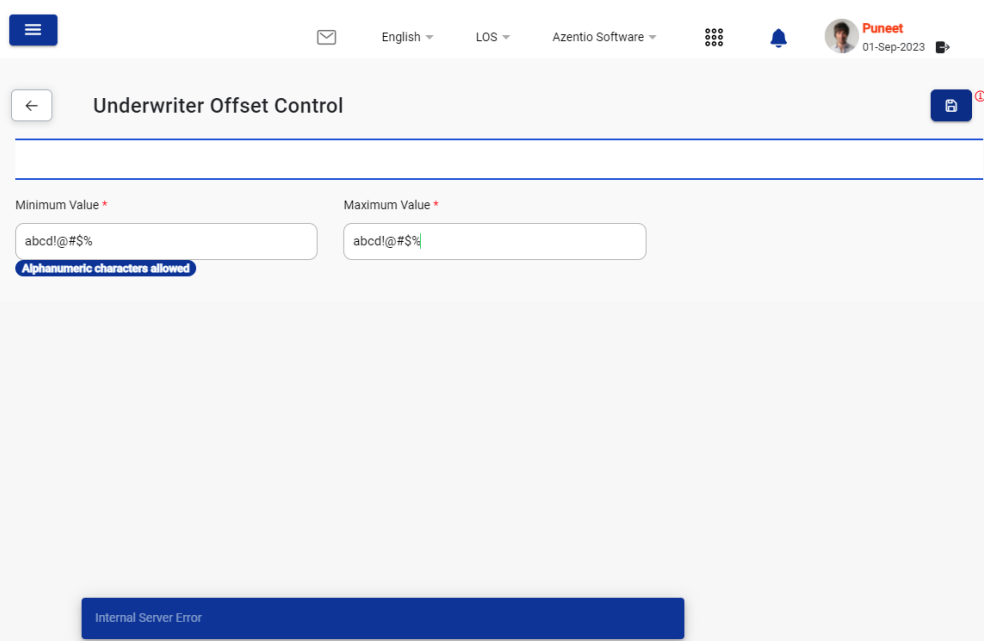 English LOS Azentio Software Puneet
01-Sep-2023
Underwriter Offset Control
Minimum Value * Maximum Value *
abcd!@#$% abcd!@#$%
Alphanumeric characters allowed
Internal Server Error